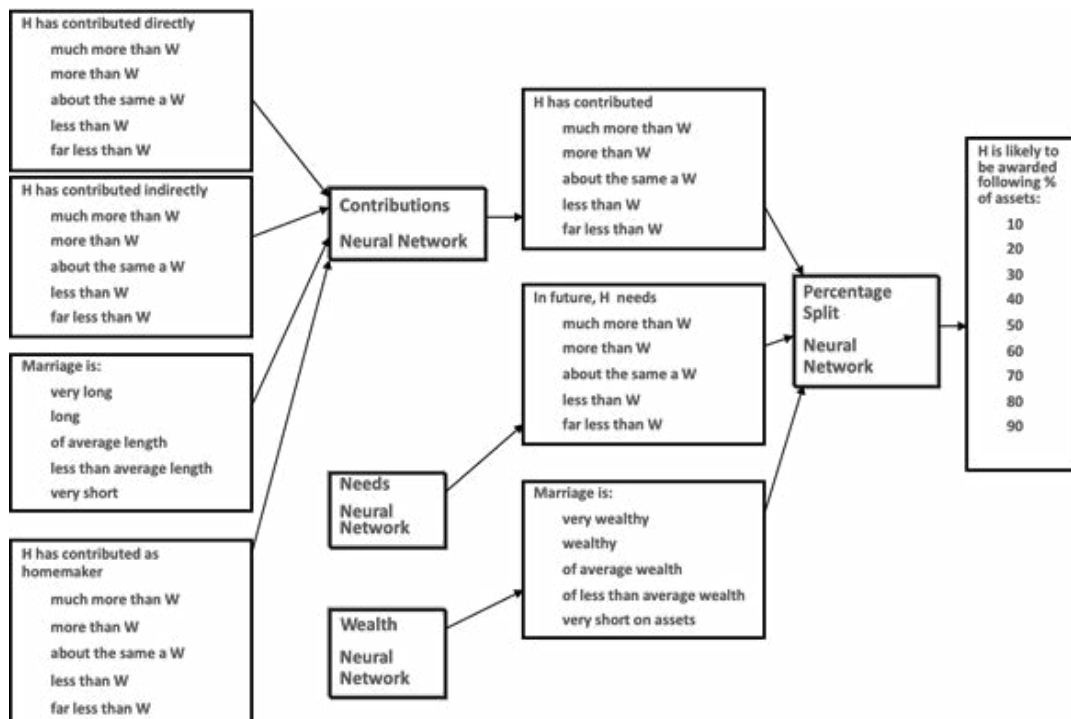 H has contributed directly
much more than W
more than W
about the same a W
less than W
far less than W
H has contributed indirectly
much more than W
more than W
about the same a W
less than W
far less than W
Marriage is:
very long
long
of average length
less than average length
very short
H has contributed as
homemaker
much more than W
more than W
about the same a W
less than W
far less than W
Contributions
Neural Network
Needs
Neural
Network
Wealth
Neural
Network
H has contributed
much more than W
more than W
about the same a W
less than W
far less than W
In future, H needs
much more than W
more than W
about the same a W
less than W
far less than W
Marriage is:
very wealthy
wealthy
of average wealth
of less than average wealth
very short on assets
Percentage
Split
Neural
Network
H is likely to
be awarded
following %
of assets:
10
20
30
40
50
60
70
80
90